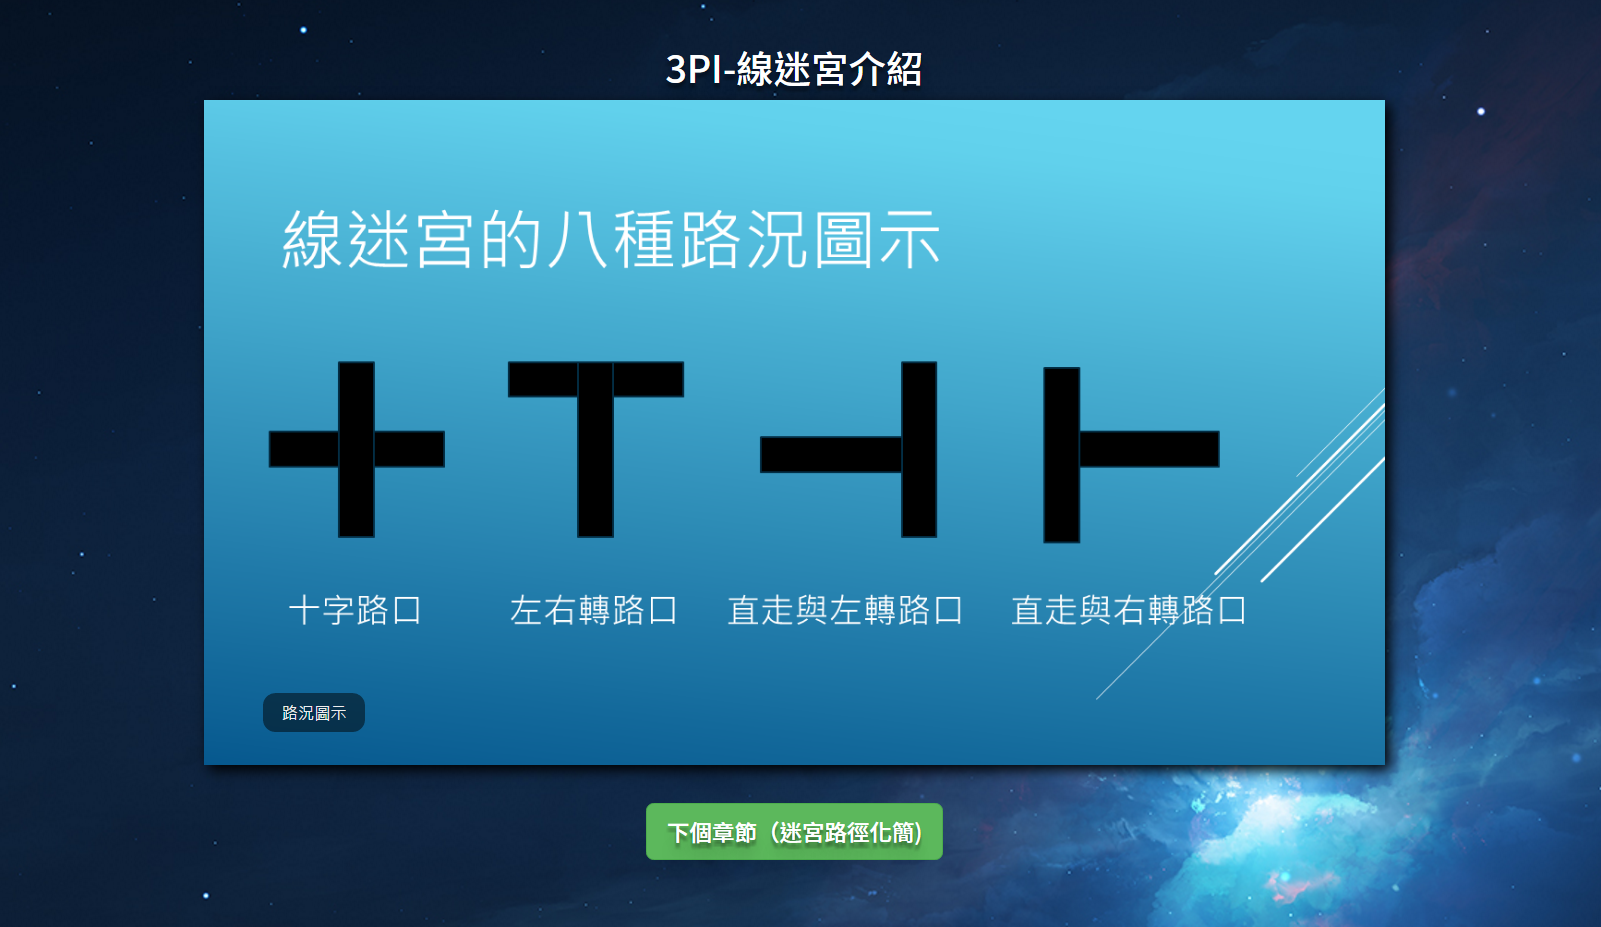 3PI-線迷宮介紹
線迷宮的八種路況圖示
十字路口 左右轉路口 直走與左轉路口 直走與右轉路口
路況圖示
下個章節（迷宮路徑化簡)